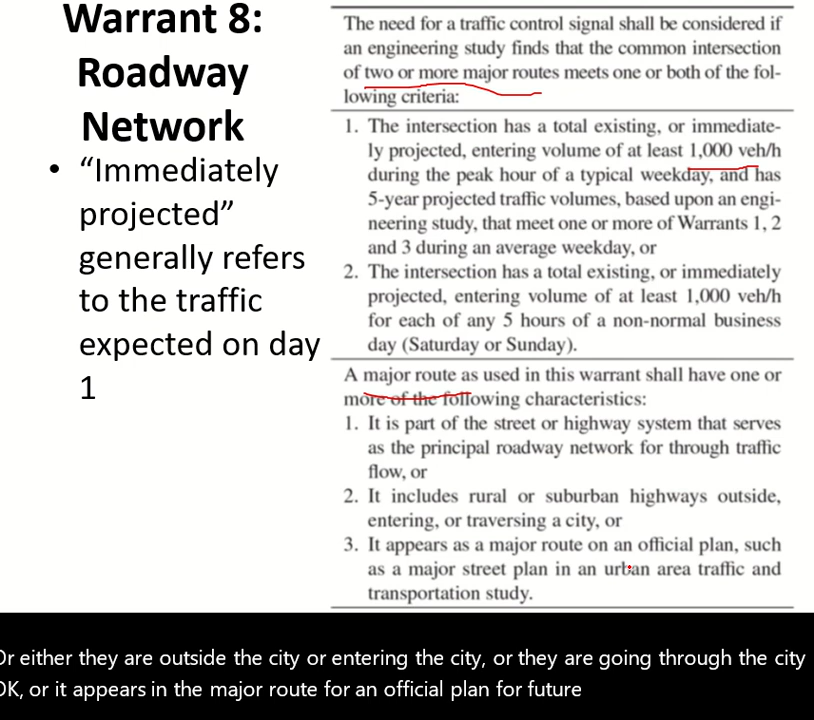 Warrant 8:
Roadway
Network
• “Immediately
projected”
generally refers
to the traffic
expected on day
1
The need for a traffic control signal shall be considered if
an engineering study finds that the common intersection
of two or more major routes meets one or both of the fol-
lowing criteria:
1. The intersection has a total existing, or immediate-
ly projected, entering volume of at least 1,000 veh/h
during the peak hour of a typical weekday, and has
5-year projected traffic volumes, based upon an engi-
neering study, that meet one or more of Warrants 1, 2
and 3 during an average weekday, or
2. The intersection has a total existing, or immediately
projected, entering volume of at least 1,000 veh/h
for each of any 5 hours of a non-normal business
day (Saturday or Sunday).
A major route as used in this warrant shall have one or
more of the following characteristics:
1. It is part of the street or highway system that serves
as the principal roadway network for through traffic
flow, or
2. It includes rural or suburban highways outside,
entering, or traversing a city, or
3. It appears as a major route on an official plan, such
as a major street plan in an urban area traffic and
transportation study.
Or either they are outside the city or entering the city, or they are going through the city
OK, or it appears in the major route for an official plan for future